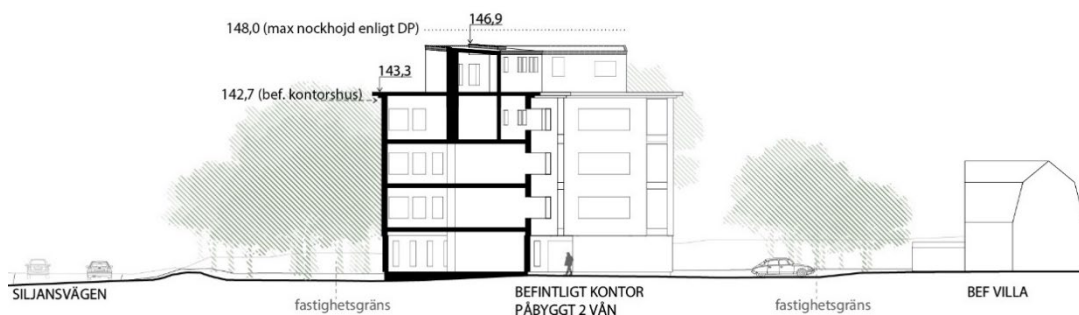 146,9
148,0 (max nockhojd enligt DP)
143,3
142,7 (bef. kontorshus)
SILJANSVÄGEN
fastighetsgräns
BEFINTLIGT KONTOR
PÅBYGGT 2 VÅN
fastighetsgräns
BEF VILLA